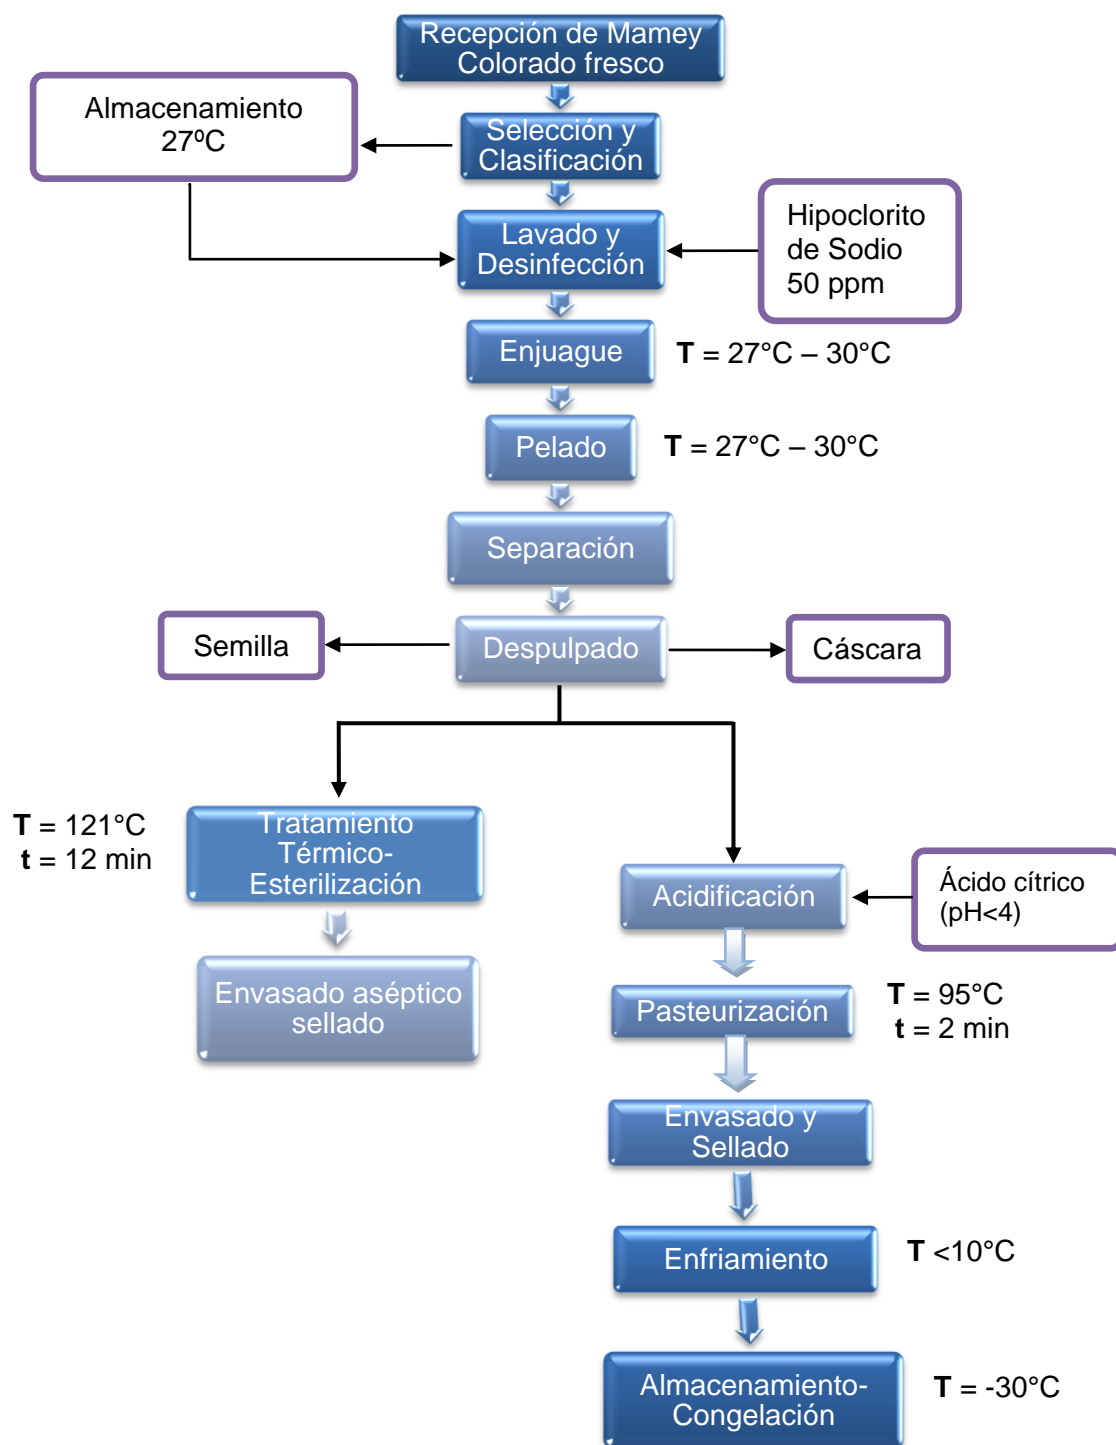 Recepción de Mamey
Colorado fresco
Almacenamiento
27ºC
Selección y
Clasificación
Lavado y
Desinfección
Hipoclorito
de Sodio
50 ppm
Enjuague
T = 27°C – 30°C
Pelado
T = 27°C – 30°C
Separación
Semilla
Despulpado
Cáscara
T = 121°C
t = 12 min
Tratamiento
Térmico-
Esterilización
Envasado aséptico
sellado
Acidificación
Ácido cítrico
(pH<4)
Pasteurización
T = 95°C
t = 2 min
Envasado y
Sellado
Enfriamiento
T <10°C
Almacenamiento-
Congelación
T = -30°C